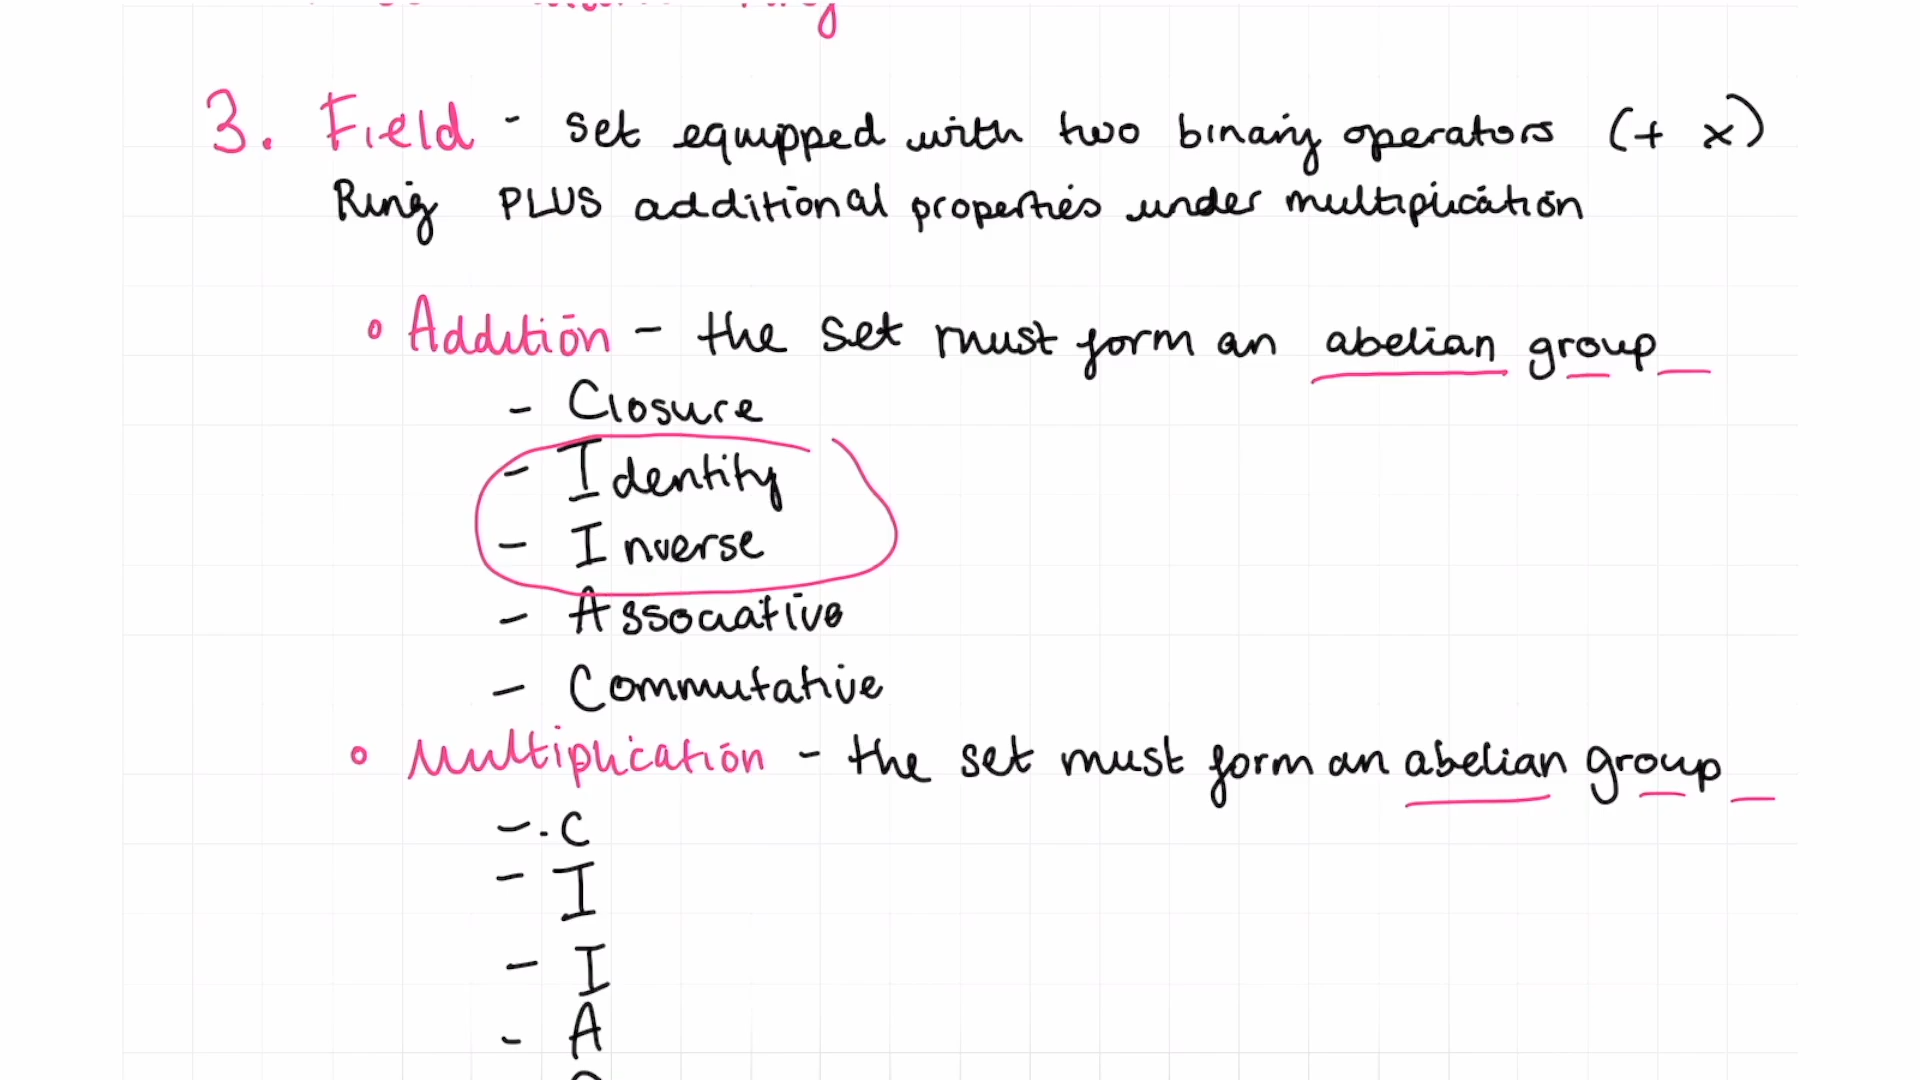 3. Field - set equipped with two binary operators (+ x)
Ring PLUS additional properties under multiplication
• Addition - the set must form an abelian group
- Closure
- Identity
- Inverse
- Associative
- Commutative
• Multiplication - the set must form an abelian group
- . C
- I
- I
- A